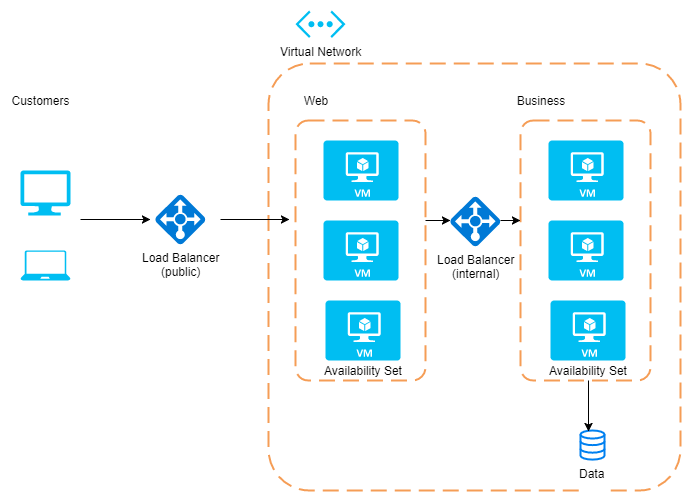 Virtual Network
Customers
Web
Business
VM
VM
VM
VM
VM
VM
Load Balancer
(public)
Load Balancer
(internal)
Availability Set
Availability Set
Data